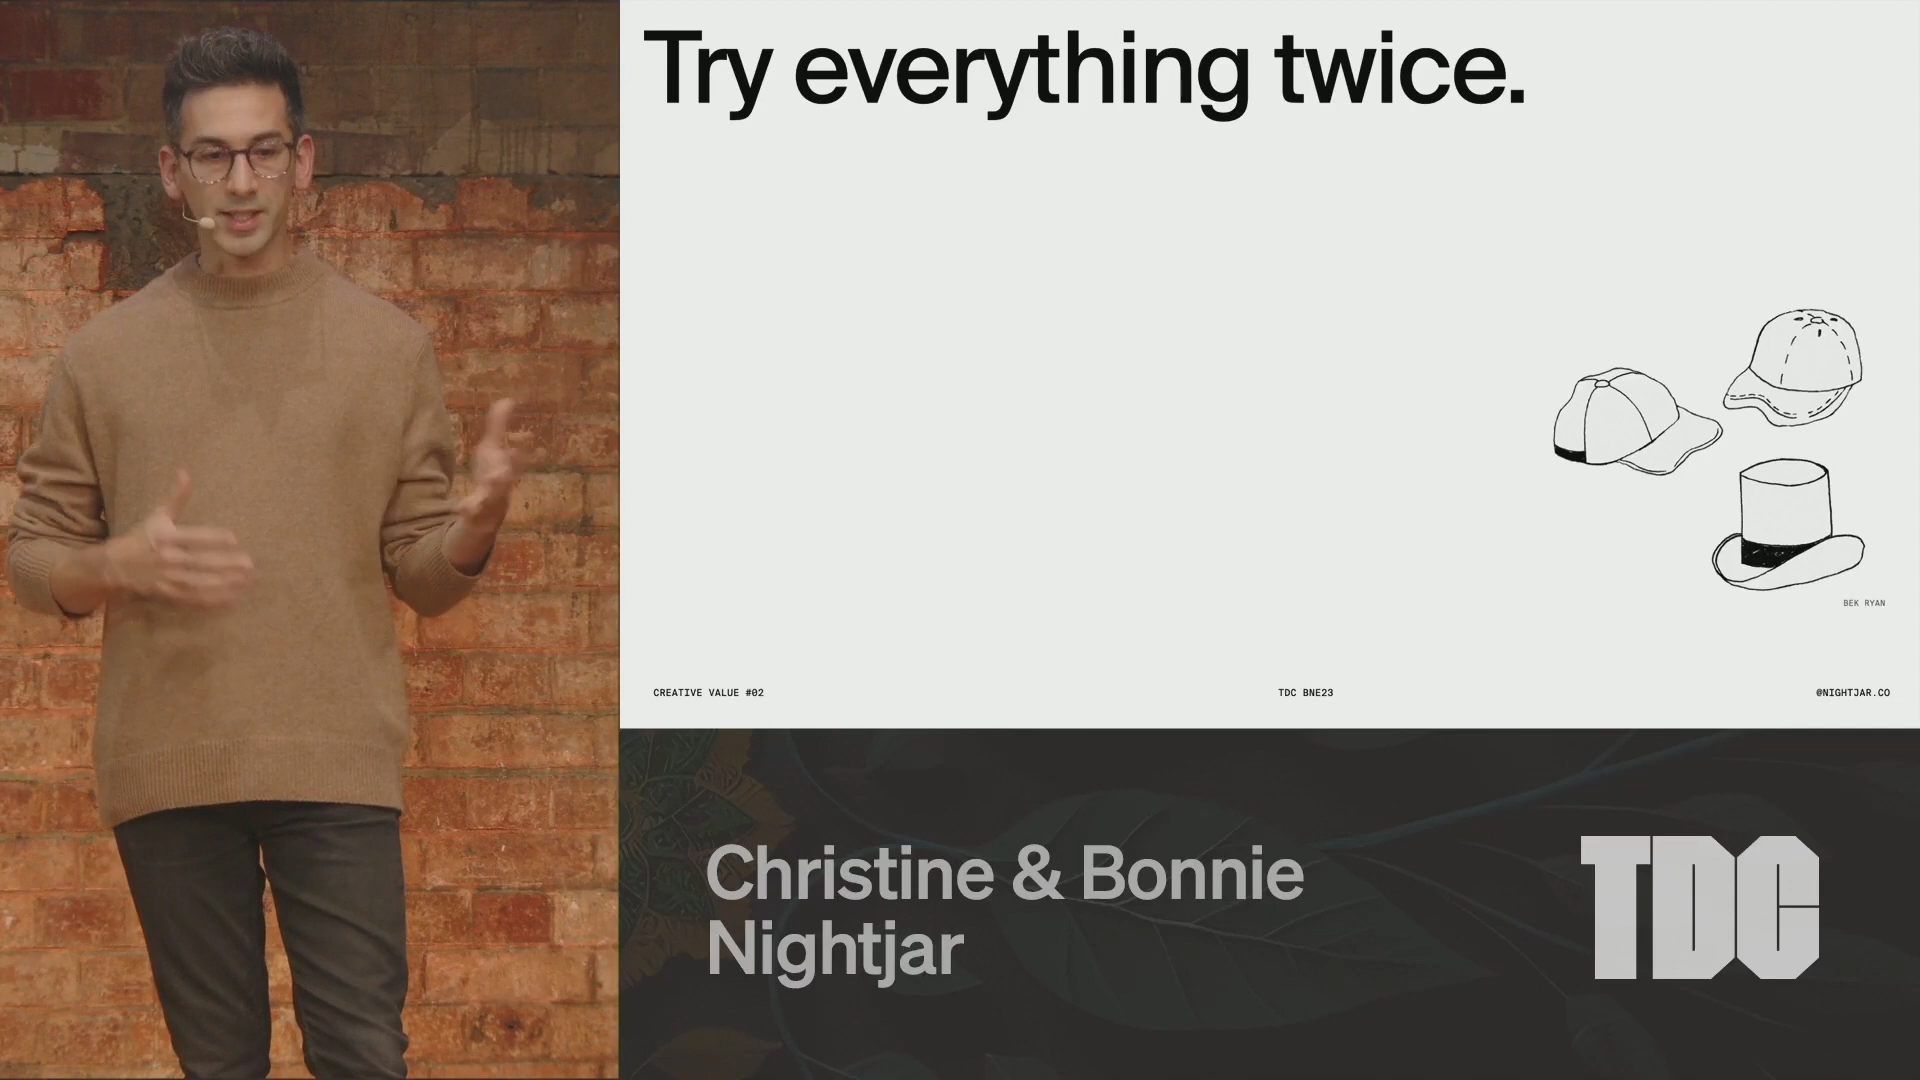 Try everything twice.
BEK RYAN
CREATIVE VALUE #02
TDC BNE23
@NIGHTJAR.CO
Christine & Bonnie
Nightjar
TDC